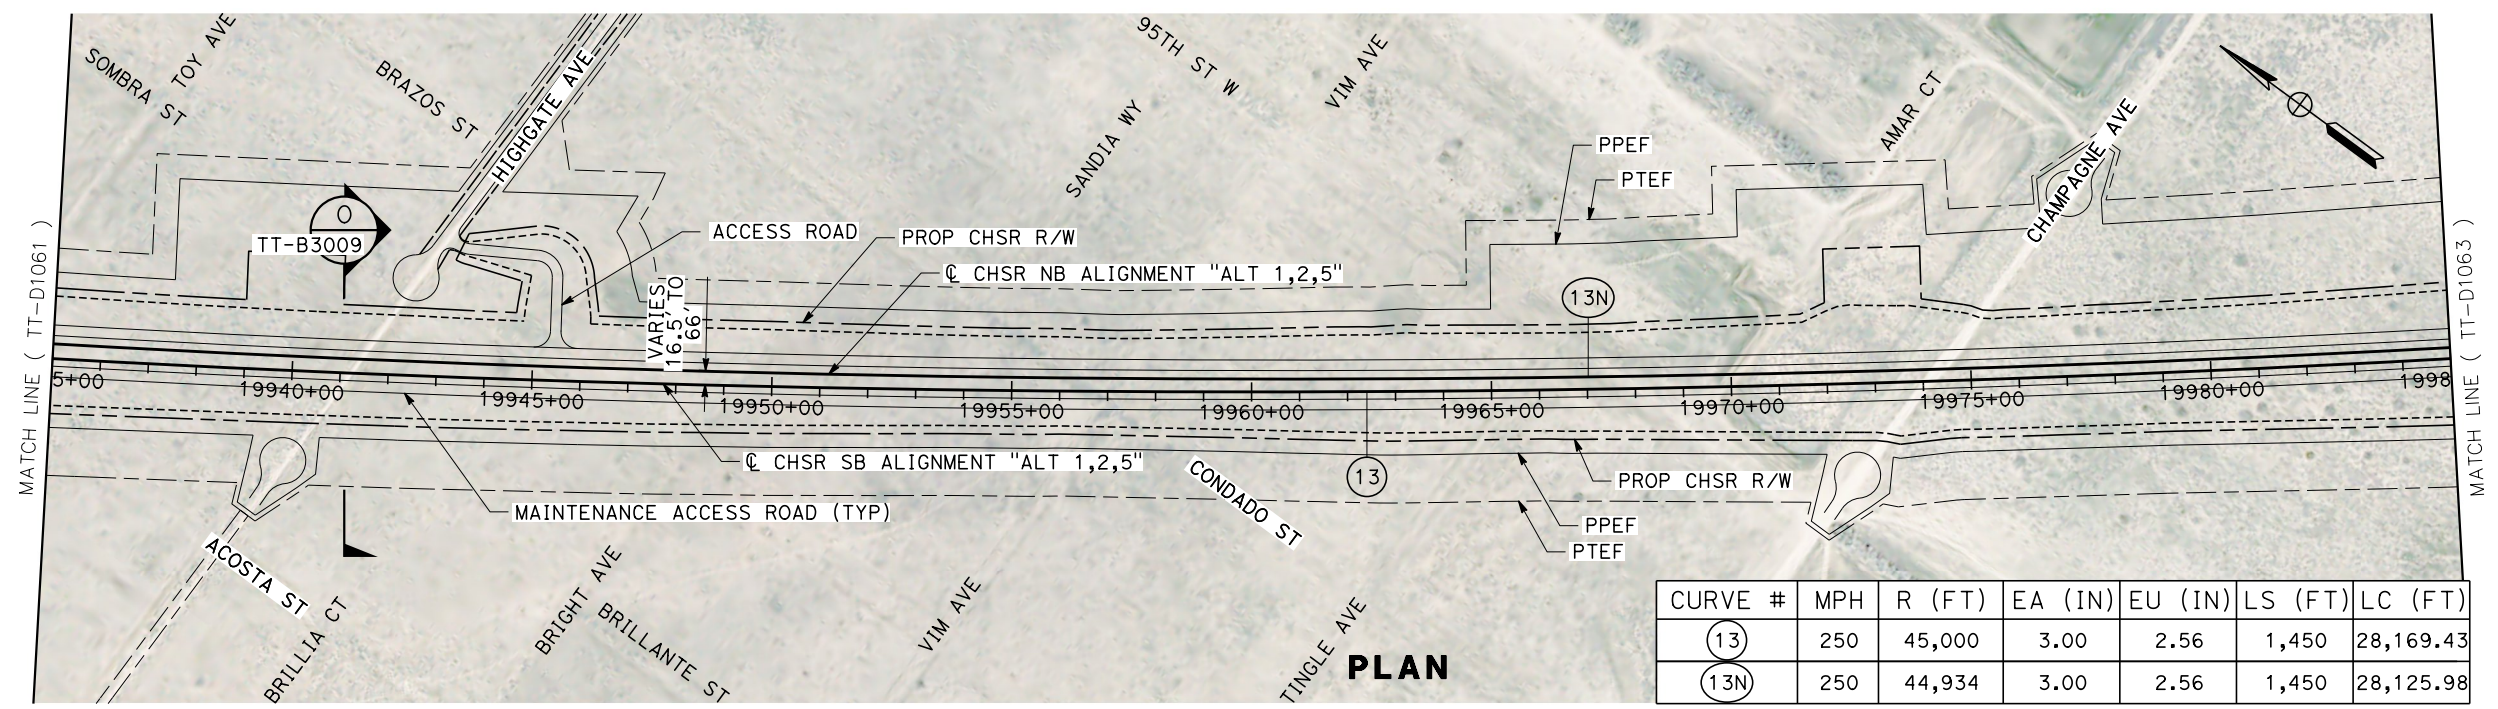 SOMBRA ST
TOY AVE
BRAZOS ST
HIGHGATE AVE
95TH ST W
VIM AVE
SANDIA WY
AMAR CT
CHAMPAGNE AVE
PPEF
PTEF
O
TT-B3009
ACCESS ROAD
PROP CHSR R/W
℄ CHSR NB ALIGNMENT "ALT 1,2,5"
VARIES
16.5' TO
66'
13N
MATCH LINE ( TT-D1061 )
MATCH LINE ( TT-D1063 )
5+00
19940+00
19945+00
19950+00
19955+00
19960+00
19965+00
19970+00
19975+00
19980+00
1998
℄ CHSR SB ALIGNMENT "ALT 1,2,5"
13
CONDADO ST
PROP CHSR R/W
MAINTENANCE ACCESS ROAD (TYP)
PPEF
PTEF
ACOSTA ST
BRILLIA CT
BRIGHT AVE
BRILLANTE ST
VIM AVE
TINGLE AVE
PLAN
CURVE # MPH R (FT) EA (IN) EU (IN) LS (FT) LC (FT)
13 250 45,000 3.00 2.56 1,450 28,169.43
13N 250 44,934 3.00 2.56 1,450 28,125.98